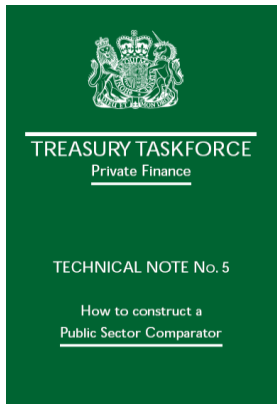 TREASURY TASKFORCE
Private Finance
TECHNICAL NOTE No. 5
How to construct a
Public Sector Comparator